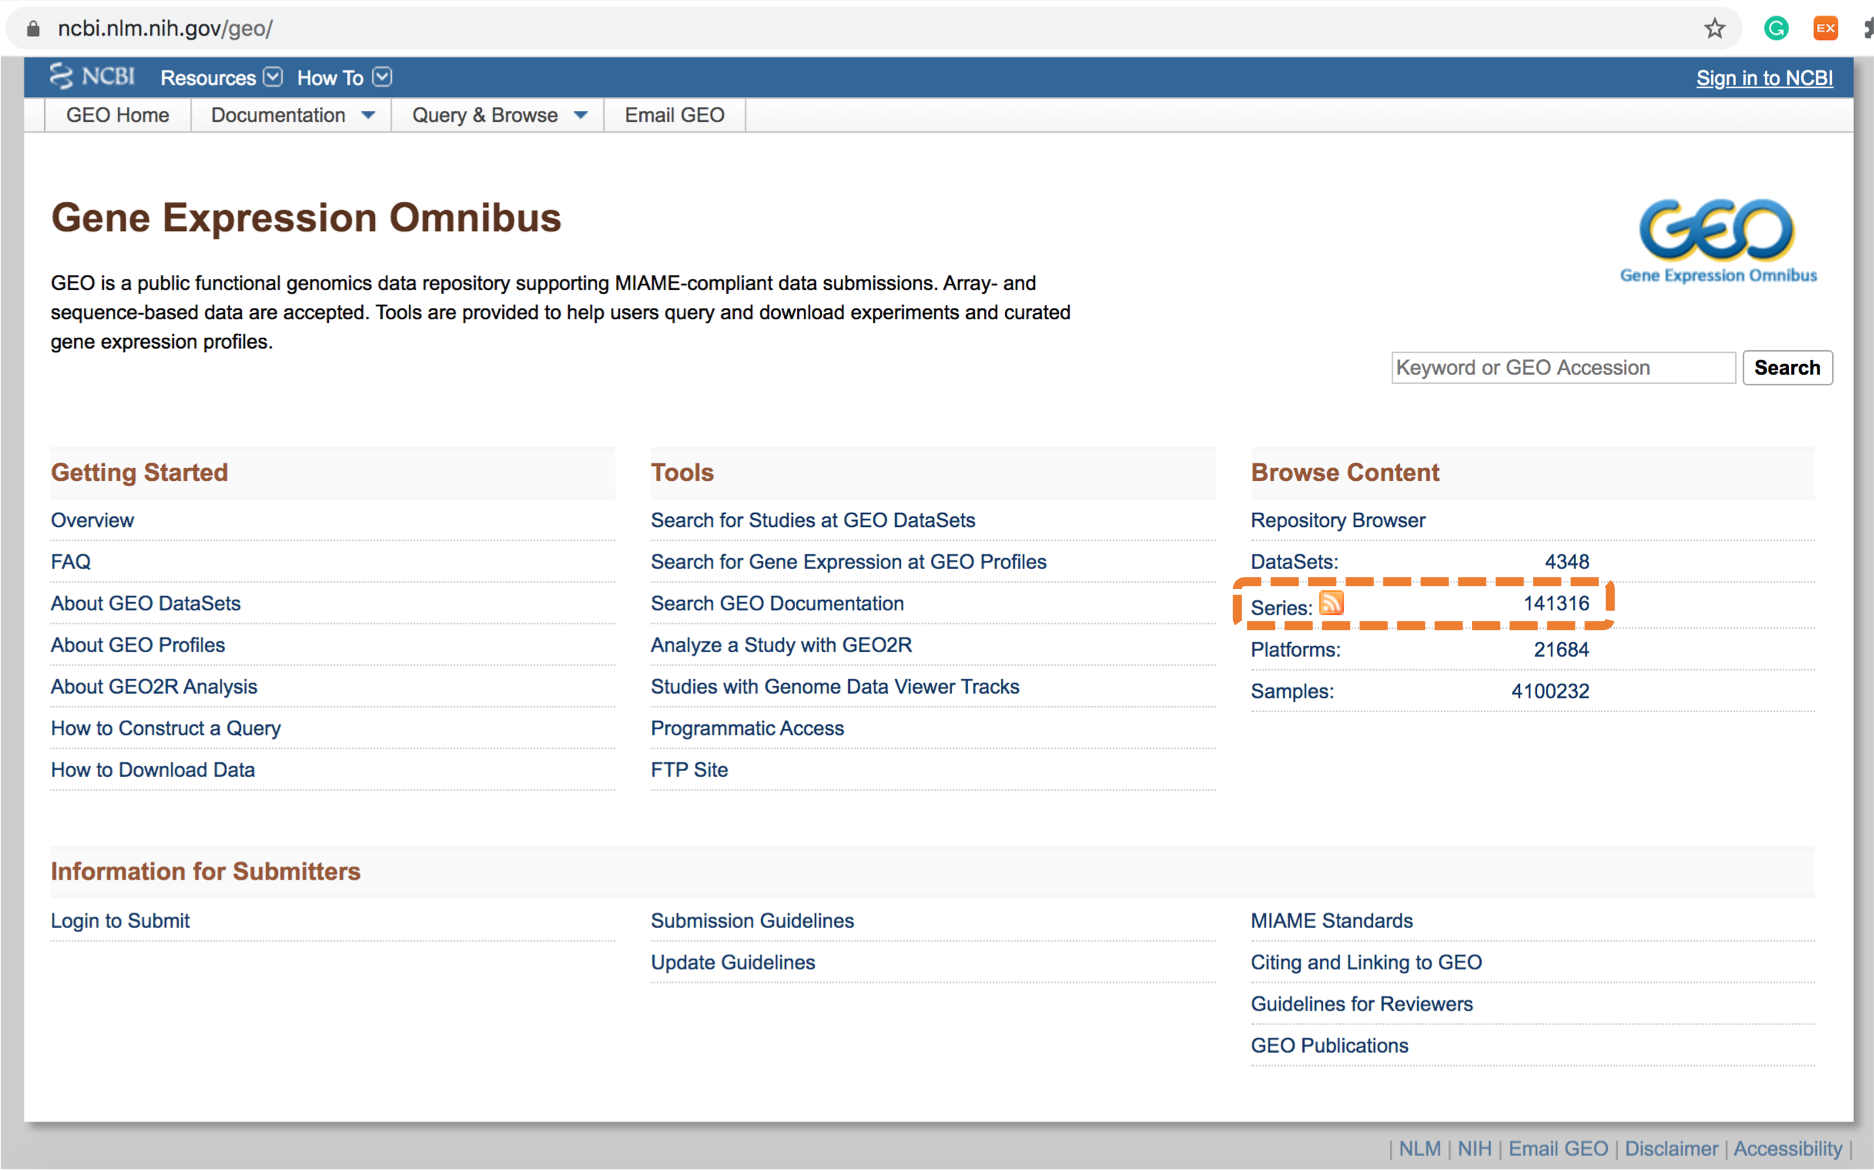 ncbi.nlm.nih.gov/geo/
EX
NCBI Resources How To Sign in to NCBI
GEO Home Documentation Query & Browse Email GEO
Gene Expression Omnibus
GEO
Gene Expression Omnibus
GEO is a public functional genomics data repository supporting MIAME-compliant data submissions. Array- and
sequence-based data are accepted. Tools are provided to help users query and download experiments and curated
gene expression profiles.
Keyword or GEO Accession Search
Getting Started
Overview
FAQ
About GEO DataSets
About GEO Profiles
About GEO2R Analysis
How to Construct a Query
How to Download Data
Tools
Search for Studies at GEO DataSets
Search for Gene Expression at GEO Profiles
Search GEO Documentation
Analyze a Study with GEO2R
Studies with Genome Data Viewer Tracks
Programmatic Access
FTP Site
Browse Content
Repository Browser
DataSets: 4348
Series: 141316
Platforms: 21684
Samples: 4100232
Information for Submitters
Login to Submit
Submission Guidelines
Update Guidelines
MIAME Standards
Citing and Linking to GEO
Guidelines for Reviewers
GEO Publications
| NLM | NIH | Email GEO | Disclaimer | Accessibility |